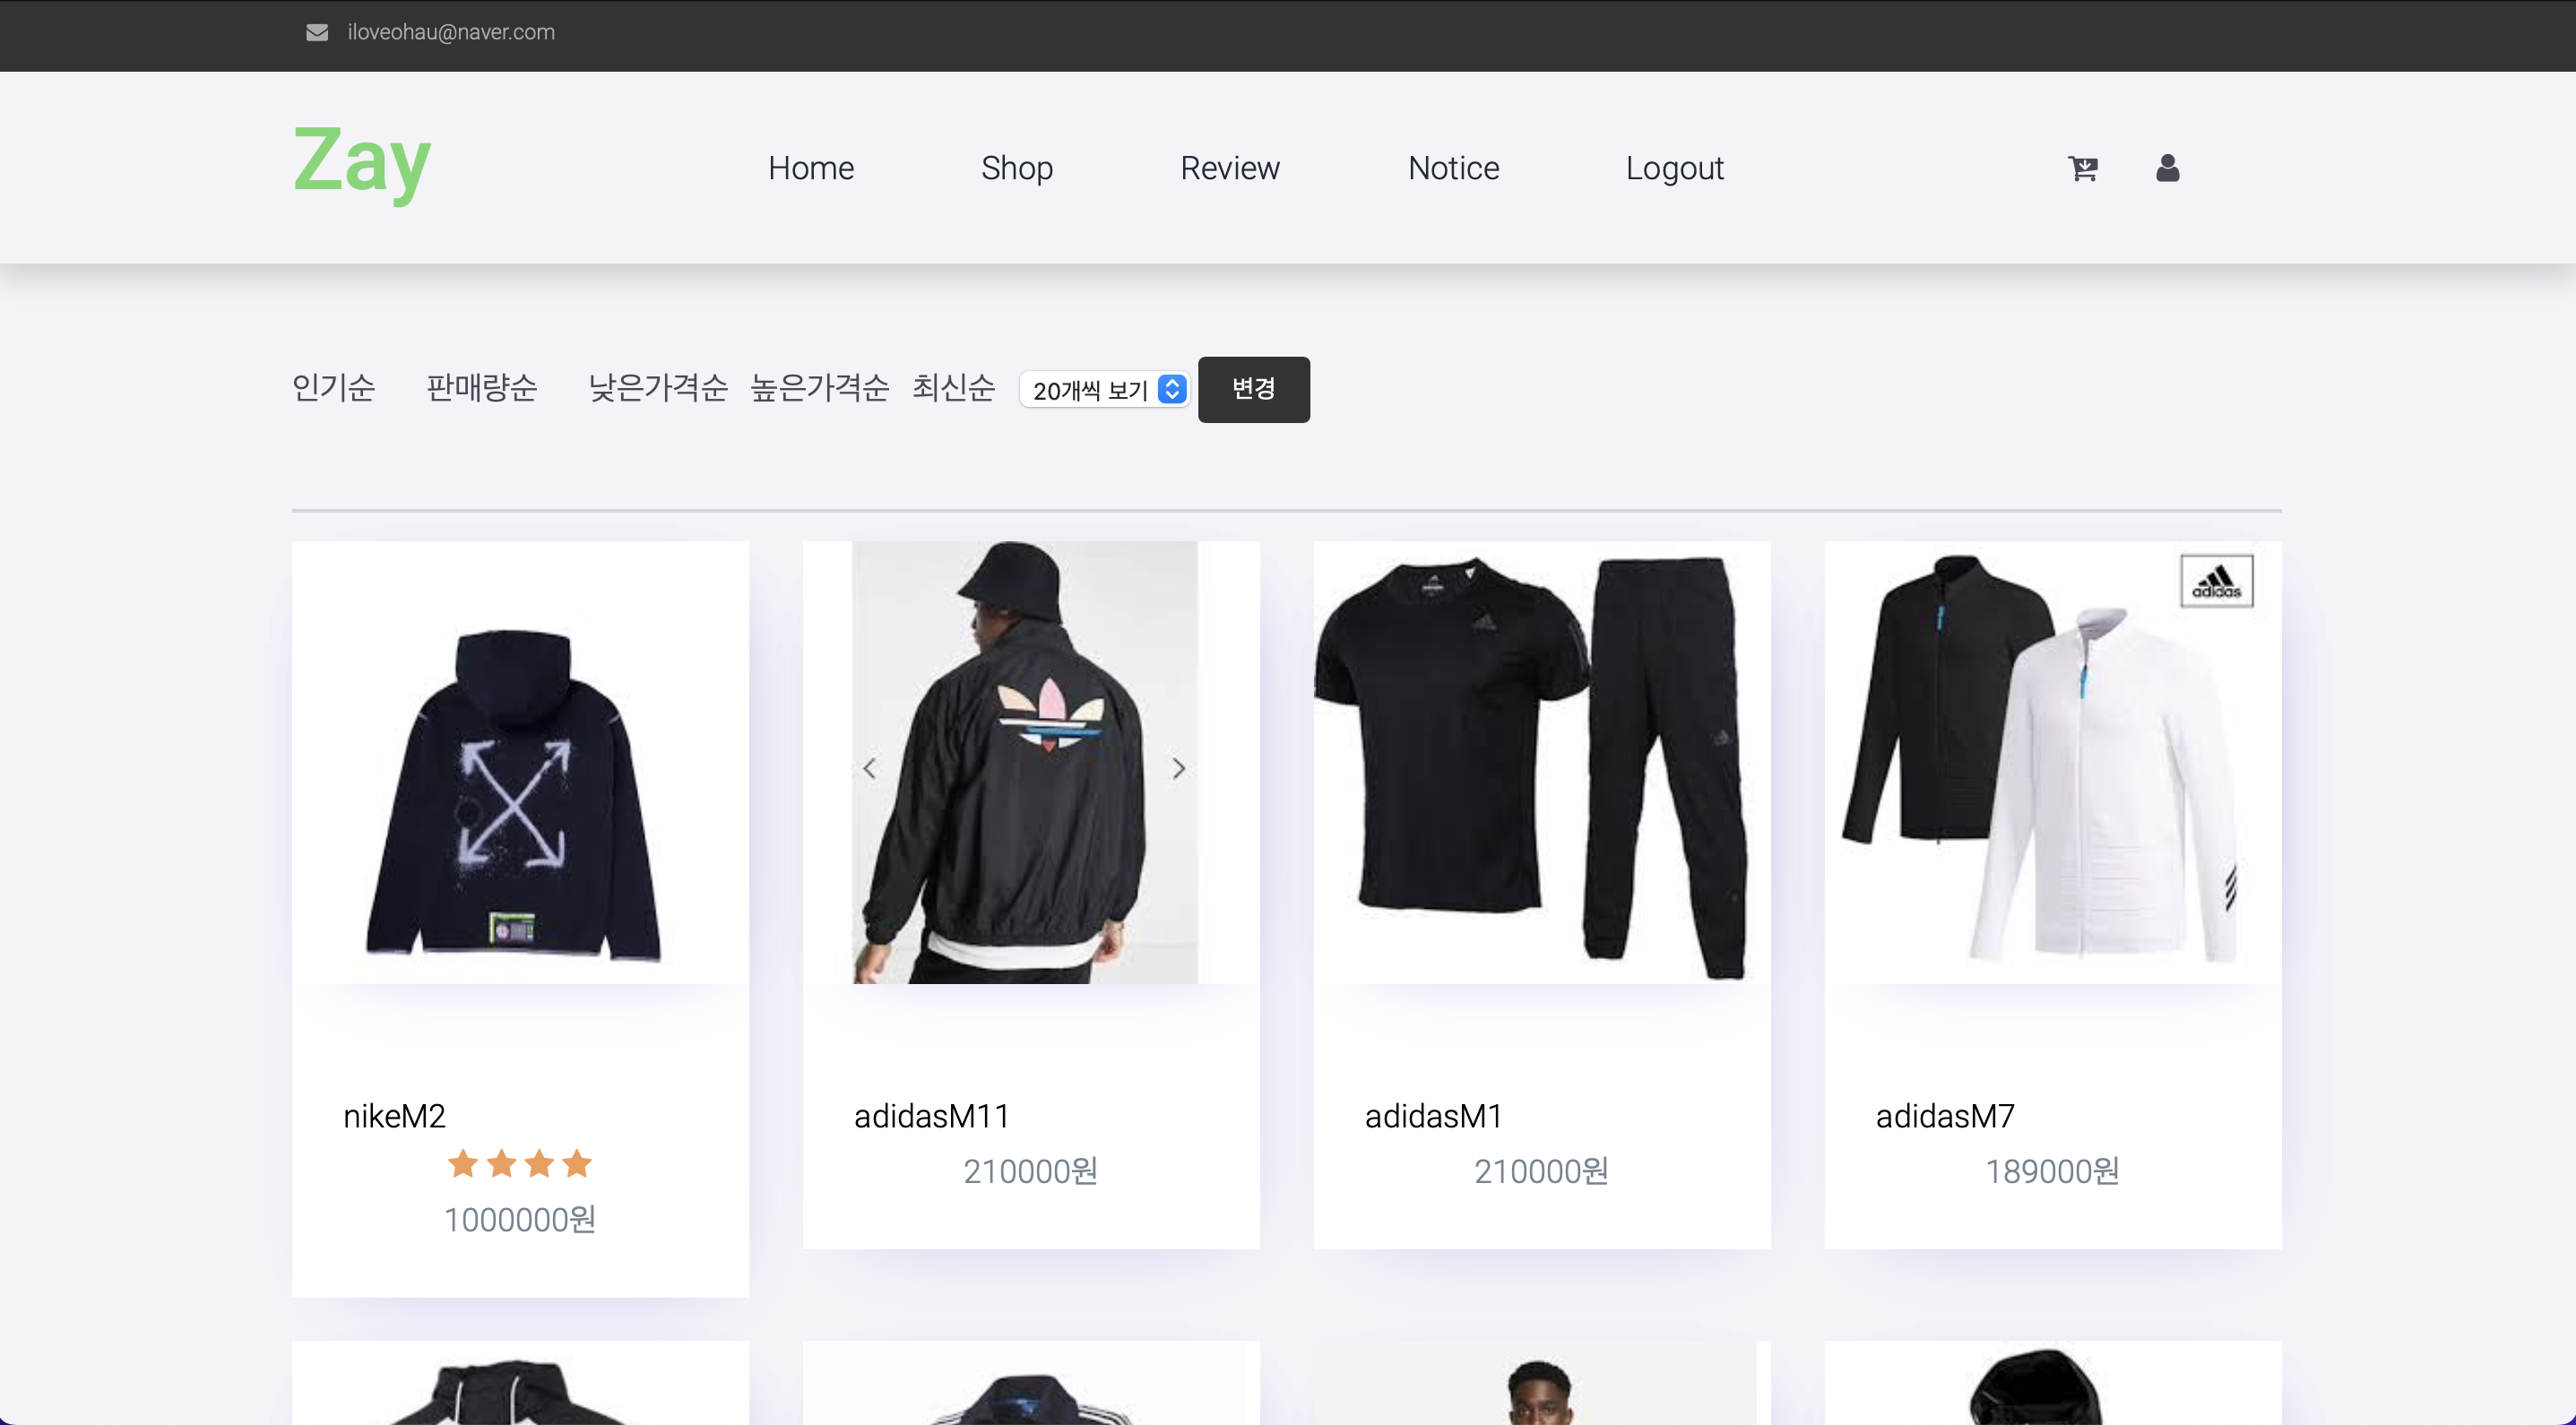 iloveohau@naver.com
Zay
Home Shop Review Notice Logout
인기순 판매량순 낮은가격순 높은가격순 최신순 20개씩 보기 변경
adidas
nikeM2
1000000원
adidasM11
210000원
adidasM1
210000원
adidasM7
189000원